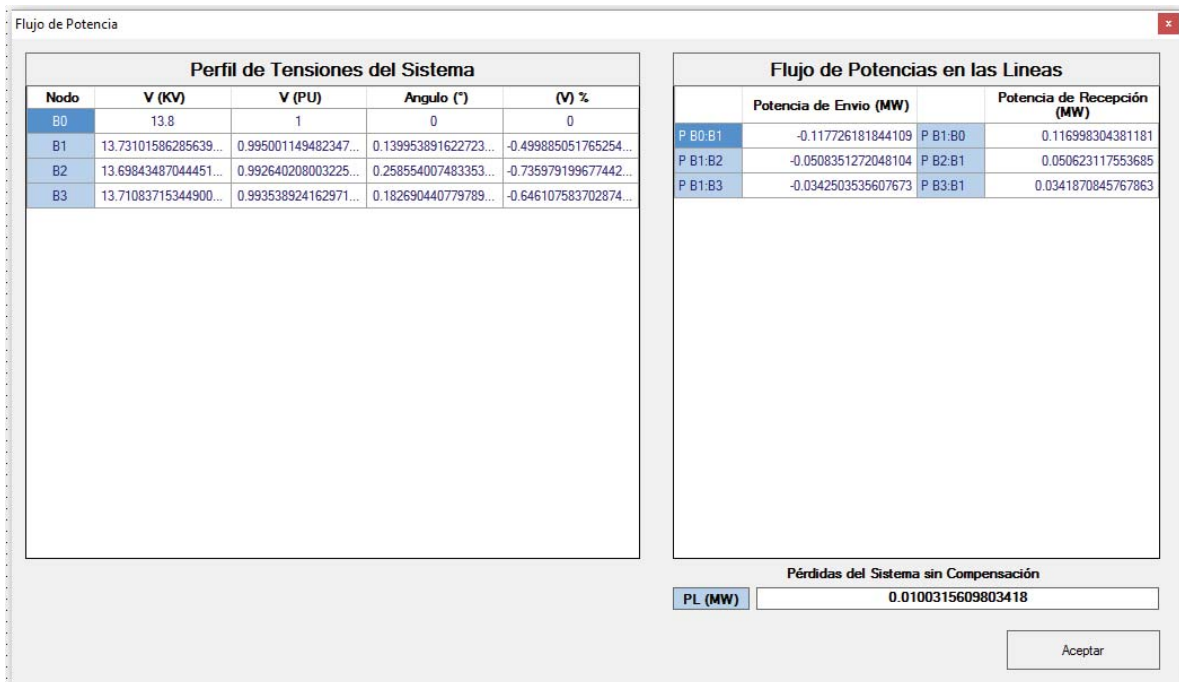 Flujo de Potencia
x
Perfil de Tensiones del Sistema
Nodo V (KV) V (PU) Angulo (°) (V) %
B0 13.8 1 0 0
B1 13.73101586285639... 0.995001149482347... 0.139953891622723... -0.499885051765254...
B2 13.69843487044451... 0.992640208003225... 0.258554007483353... -0.735979199677442...
B3 13.71083715344900... 0.993538924162971... 0.182690440779789... -0.646107583702874...
Flujo de Potencias en las Lineas
Potencia de Envio (MW) Potencia de Recepción (MW)
P B0:B1 -0.117726181844109 P B1:B0 0.116998304381181
P B1:B2 -0.0508351272048104 P B2:B1 0.050623117553685
P B1:B3 -0.0342503535607673 P B3:B1 0.0341870845767863
Pérdidas del Sistema sin Compensación
PL (MW) 0.0100315609803418
Aceptar